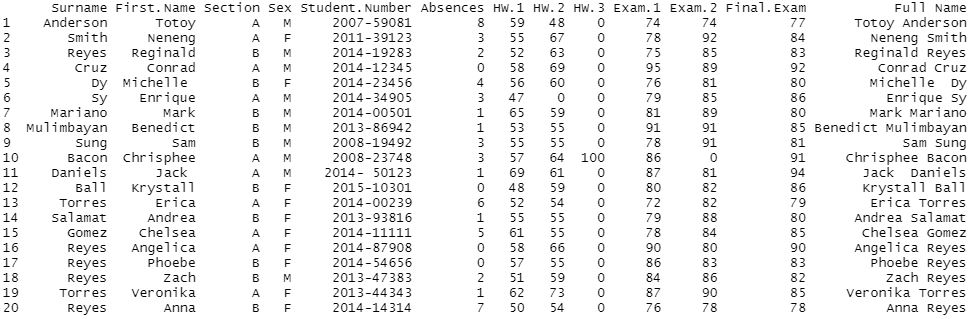 Surname First.Name Section Sex Student.Number Absences HW.1 HW.2 HW.3 Exam.1 Exam.2 Final.Exam Full Name
1 Anderson Totoy A M 2007-59081 8 59 48 0 74 74 77 Totoy Anderson
2 Smith Neneng A F 2011-39123 3 55 67 0 78 92 84 Neneng Smith
3 Reyes Reginald B M 2014-19283 2 52 63 0 75 85 83 Reginald Reyes
4 Cruz Conrad A M 2014-12345 0 58 69 0 95 89 92 Conrad Cruz
5 Dy Michelle B F 2014-23456 4 56 60 0 76 81 80 Michelle Dy
6 Sy Enrique A M 2014-34905 3 47 0 0 79 85 86 Enrique Sy
7 Mariano Mark B M 2014-00501 1 65 59 0 81 89 80 Mark Mariano
8 Mulimbayan Benedict B M 2013-86942 1 53 55 0 91 91 85 Benedict Mulimbayan
9 Sung Sam B M 2008-19492 3 55 55 0 78 91 81 Sam Sung
10 Bacon Chrisphee A M 2008-23748 3 57 64 100 86 0 91 Chrisphee Bacon
11 Daniels Jack A M 2014- 50123 1 69 61 0 87 81 94 Jack Daniels
12 Ball Krystall B F 2015-10301 0 48 59 0 80 82 86 Krystall Ball
13 Torres Erica A F 2014-00239 6 52 54 0 72 82 79 Erica Torres
14 Salamat Andrea B F 2013-93816 1 55 55 0 79 88 80 Andrea Salamat
15 Gomez Chelsea A F 2014-11111 5 61 55 0 78 84 85 Chelsea Gomez
16 Reyes Angelica A F 2014-87908 0 58 66 0 90 80 90 Angelica Reyes
17 Reyes Phoebe B F 2014-54656 0 57 55 0 86 83 83 Phoebe Reyes
18 Reyes Zach B M 2013-47383 2 51 59 0 84 86 82 Zach Reyes
19 Torres Veronika A F 2013-44343 1 62 73 0 87 90 85 Veronika Torres
20 Reyes Anna B F 2014-14314 7 50 54 0 76 78 78 Anna Reyes